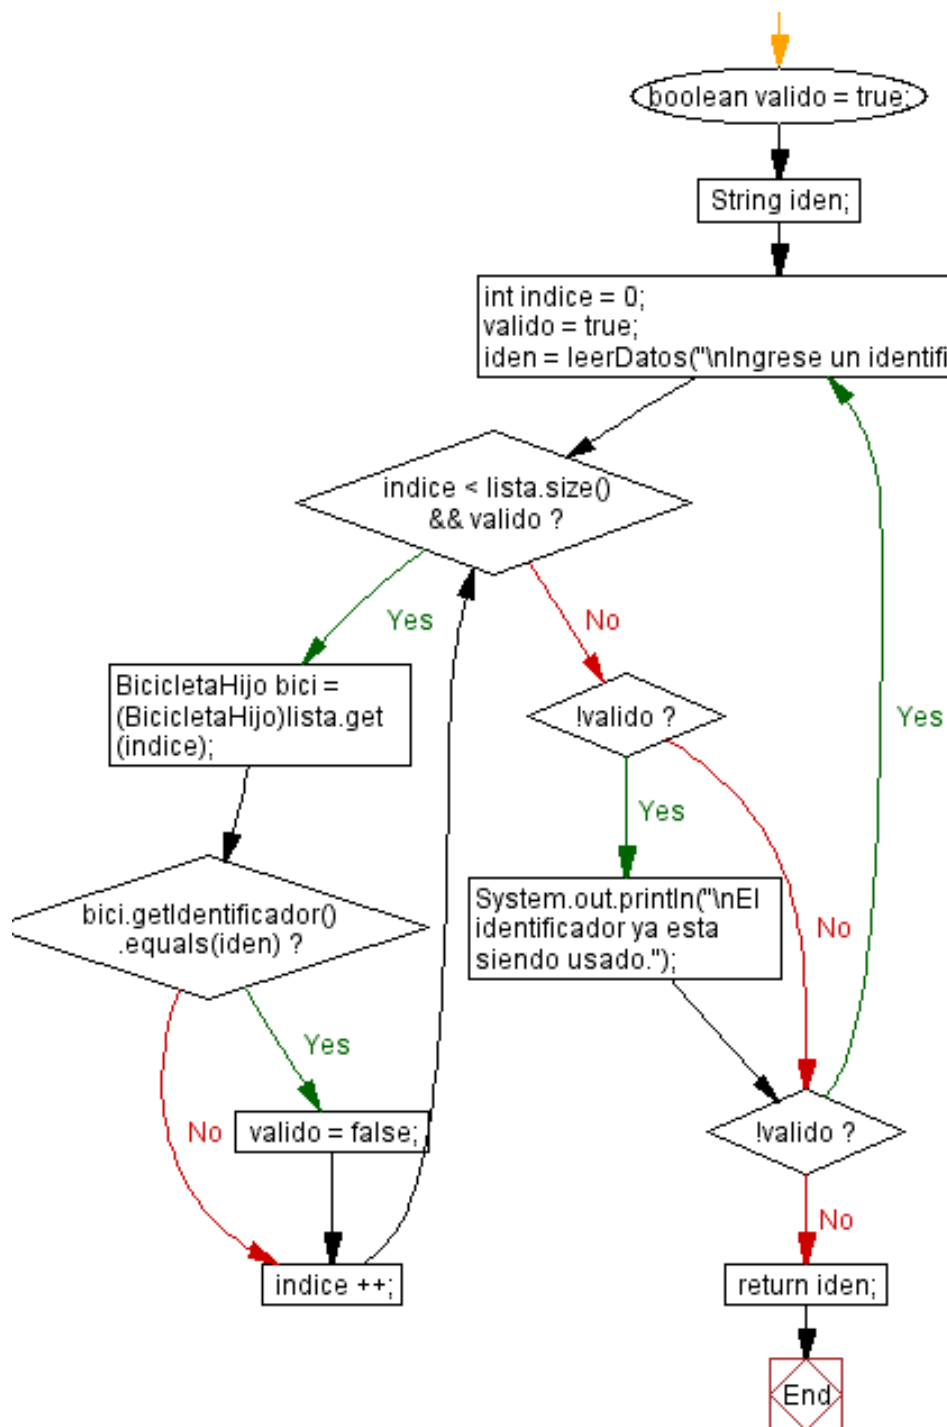 boolean valido = true;
String iden;
int indice = 0;
valido = true;
iden = leerDatos("\nIngrese un identifi
indice < lista.size()
&& valido ?
Yes
No
BicicletaHijo bici =
(BicicletaHijo)lista.get
(indice);
!valido ?
Yes
Yes
bici.getIdentificador()
.equals(iden) ?
System.out.println("\nEl
identificador ya esta
siendo usado.");
No
Yes
No
valido = false;
!valido ?
No
indice ++;
return iden;
End